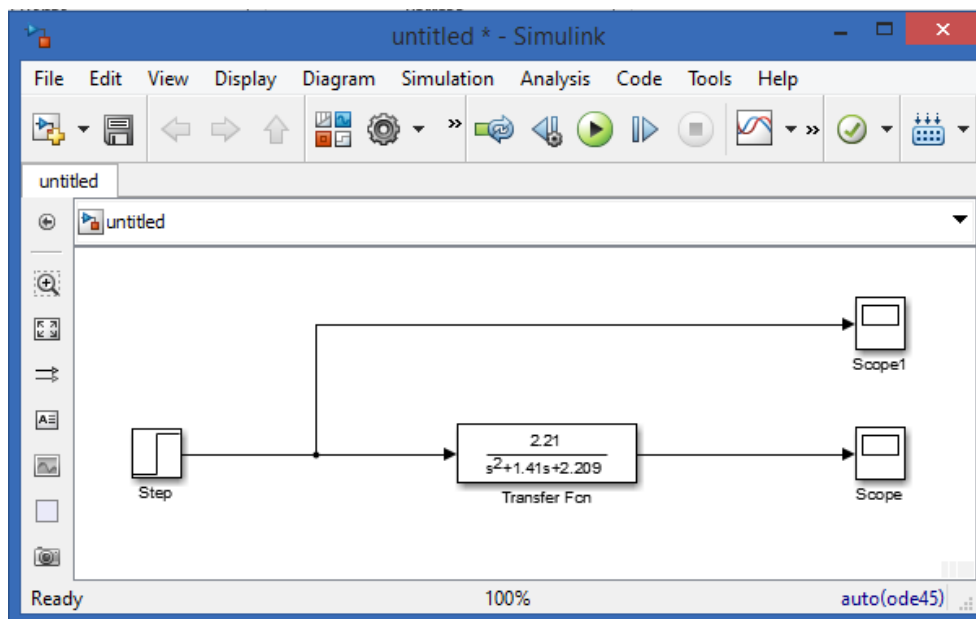 untitled * - Simulink
File Edit View Display Diagram Simulation Analysis Code Tools Help
» »
untitled
untitled
Scope1
2.21
s²+1.41s+2.209
Step
Transfer Fcn
Scope
Ready 100% auto(ode45)